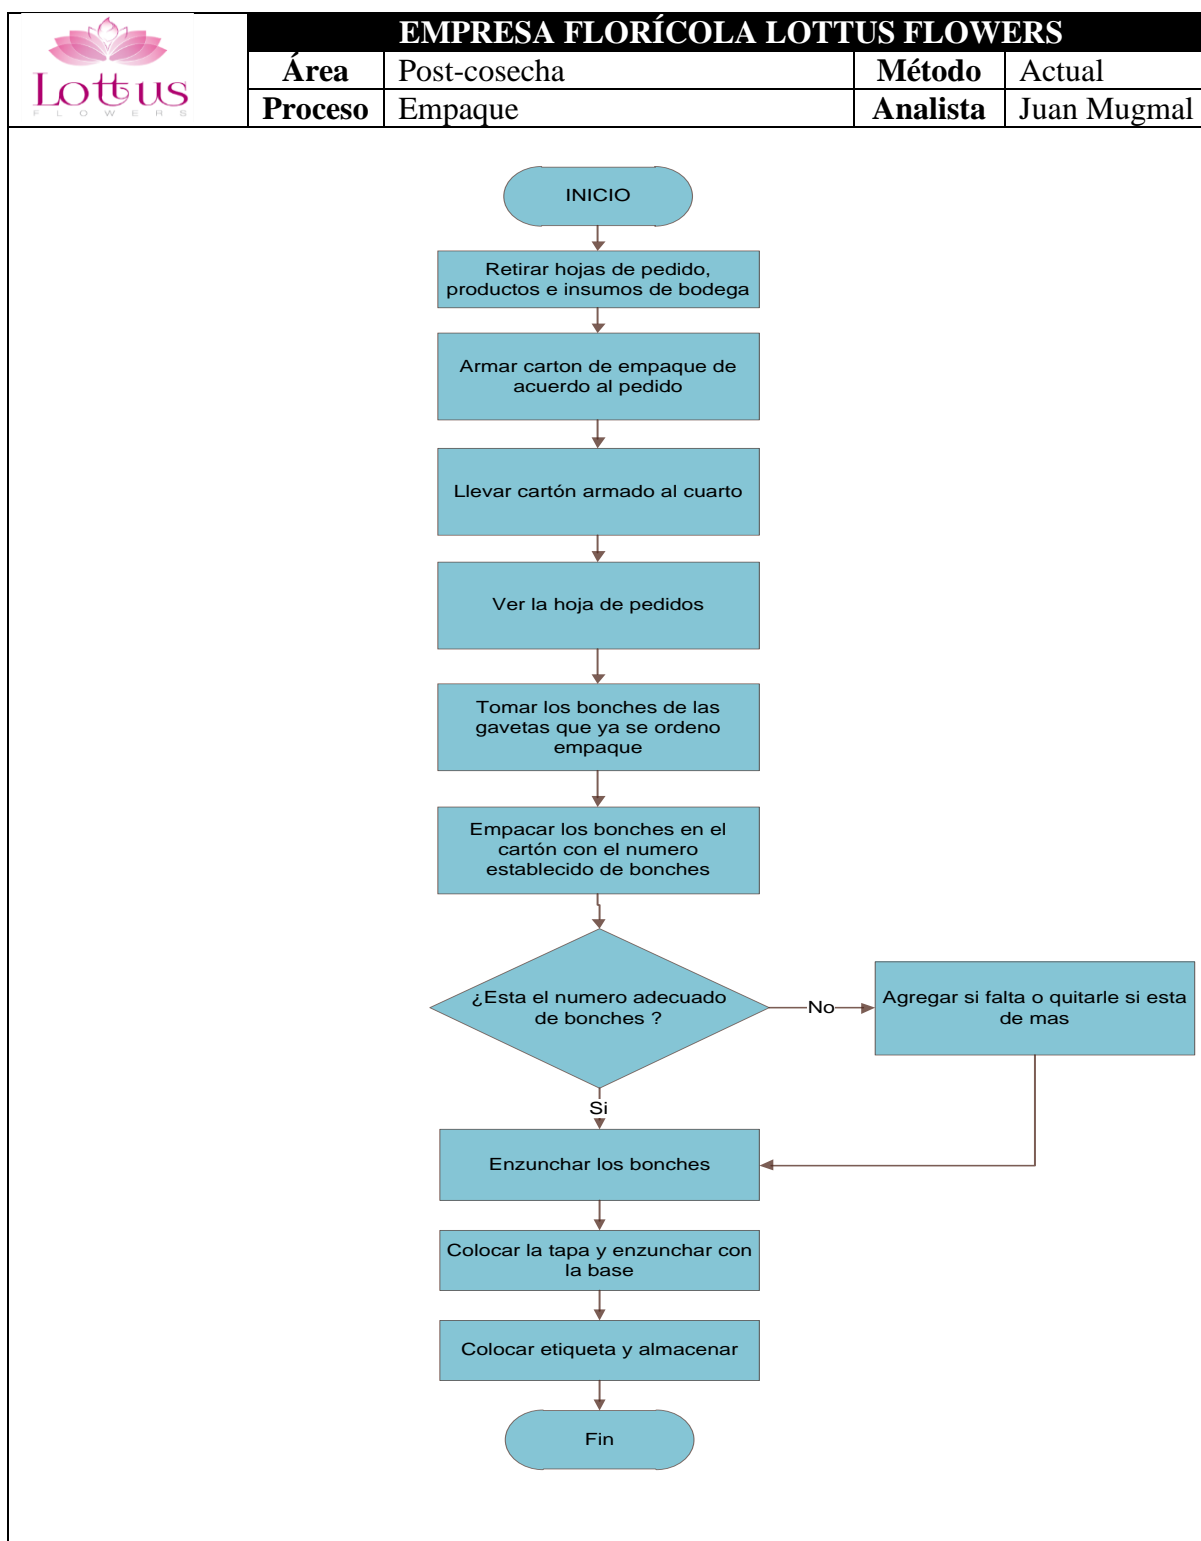 Lottus
FLOWERS
EMPRESA FLORÍCOLA LOTTUS FLOWERS
Área Post-cosecha Método Actual
Proceso Empaque Analista Juan Mugmal
INICIO
Retirar hojas de pedido,
productos e insumos de bodega
Armar carton de empaque de
acuerdo al pedido
Llevar cartón armado al cuarto
Ver la hoja de pedidos
Tomar los bonches de las
gavetas que ya se ordeno
empaque
Empacar los bonches en el
cartón con el numero
establecido de bonches
¿Esta el numero adecuado
de bonches ?
No
Agregar si falta o quitarle si esta
de mas
Si
Enzunchar los bonches
Colocar la tapa y enzunchar con
la base
Colocar etiqueta y almacenar
Fin